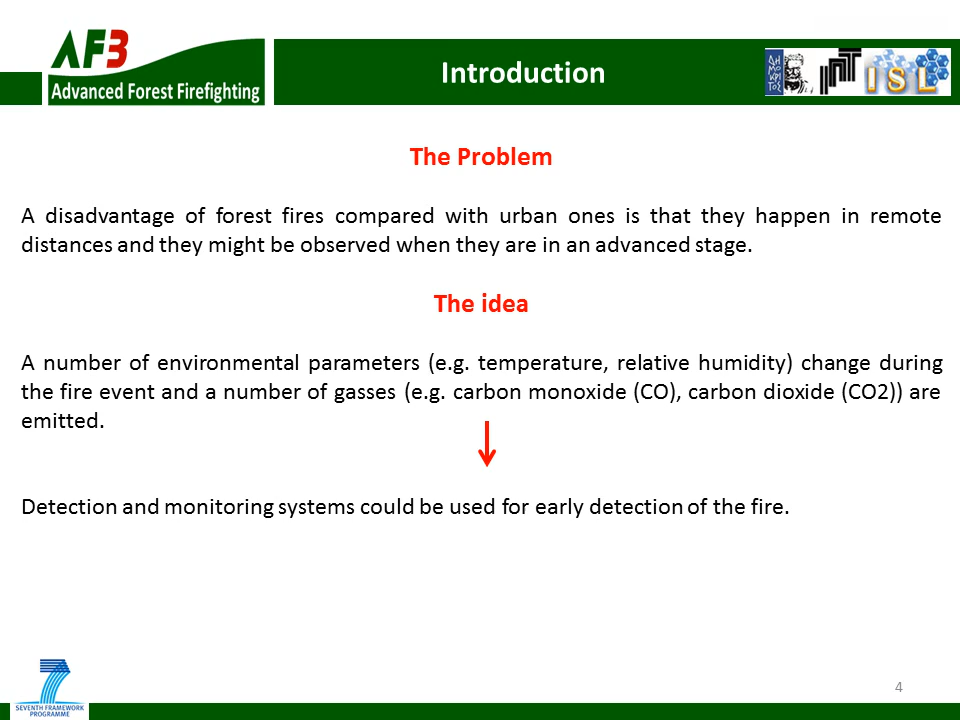 AF3
Advanced Forest Firefighting
Introduction
ΔΗΜΟΚΡΙΤΟΣ
ISL
The Problem
A disadvantage of forest fires compared with urban ones is that they happen in remote
distances and they might be observed when they are in an advanced stage.
The idea
A number of environmental parameters (e.g. temperature, relative humidity) change during
the fire event and a number of gasses (e.g. carbon monoxide (CO), carbon dioxide (CO2)) are
emitted.
Detection and monitoring systems could be used for early detection of the fire.
7
SEVENTH FRAMEWORK
PROGRAMME
4